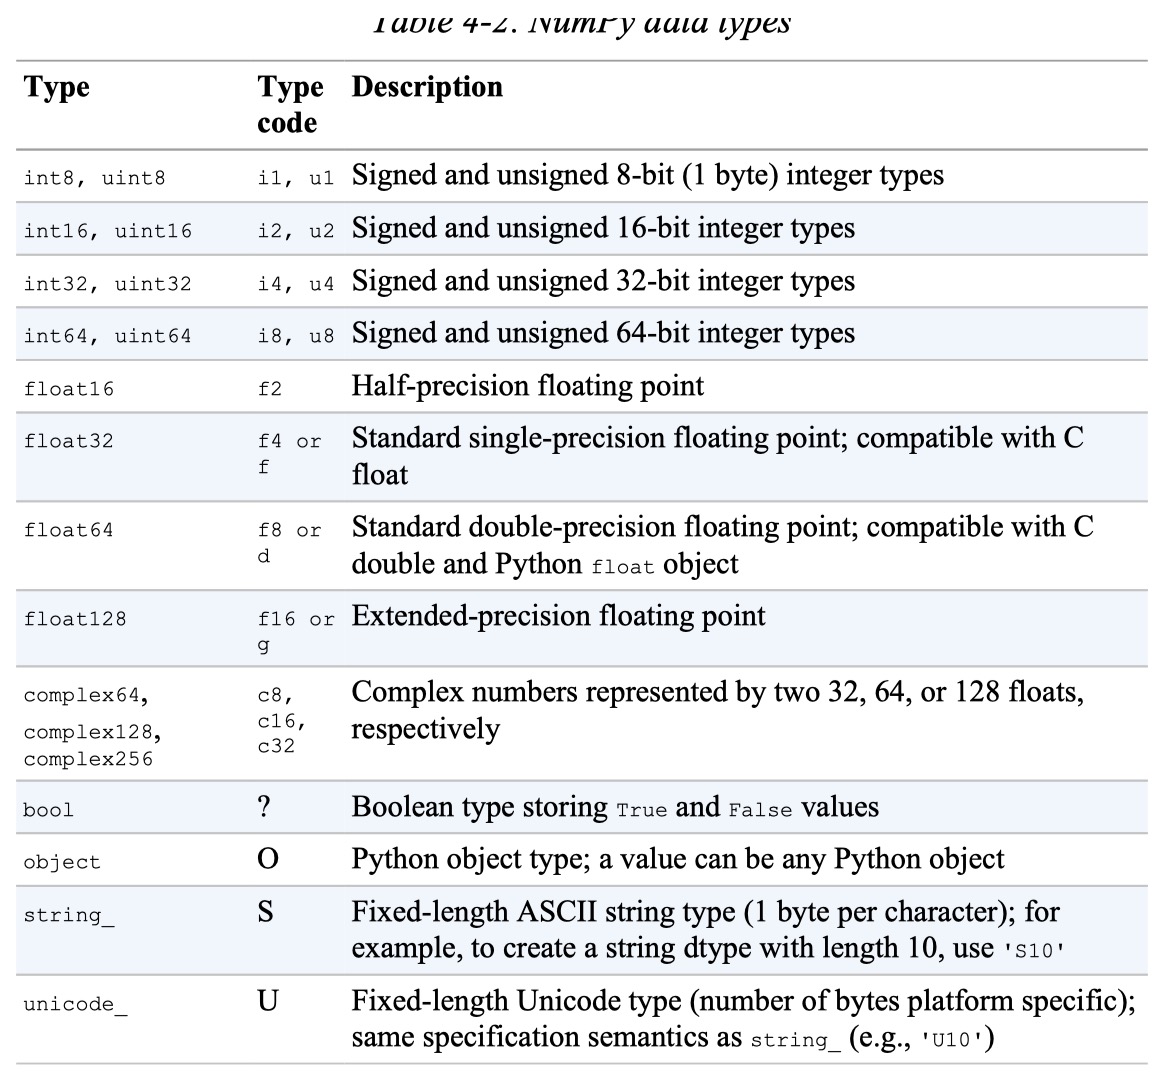 Table 4-2. NumPy data types
Type Type Description
code
int8, uint8 i1, u1 Signed and unsigned 8-bit (1 byte) integer types
int16, uint16 i2, u2 Signed and unsigned 16-bit integer types
int32, uint32 i4, u4 Signed and unsigned 32-bit integer types
int64, uint64 i8, u8 Signed and unsigned 64-bit integer types
float16 f2 Half-precision floating point
float32 f4 or Standard single-precision floating point; compatible with C
f float
float64 f8 or Standard double-precision floating point; compatible with C
d double and Python float object
float128 f16 or Extended-precision floating point
g
complex64, c8, Complex numbers represented by two 32, 64, or 128 floats,
complex128, c16, respectively
complex256 c32
bool ? Boolean type storing True and False values
object O Python object type; a value can be any Python object
string_ S Fixed-length ASCII string type (1 byte per character); for
example, to create a string dtype with length 10, use 'S10'
unicode_ U Fixed-length Unicode type (number of bytes platform specific);
same specification semantics as string_ (e.g., 'U10')